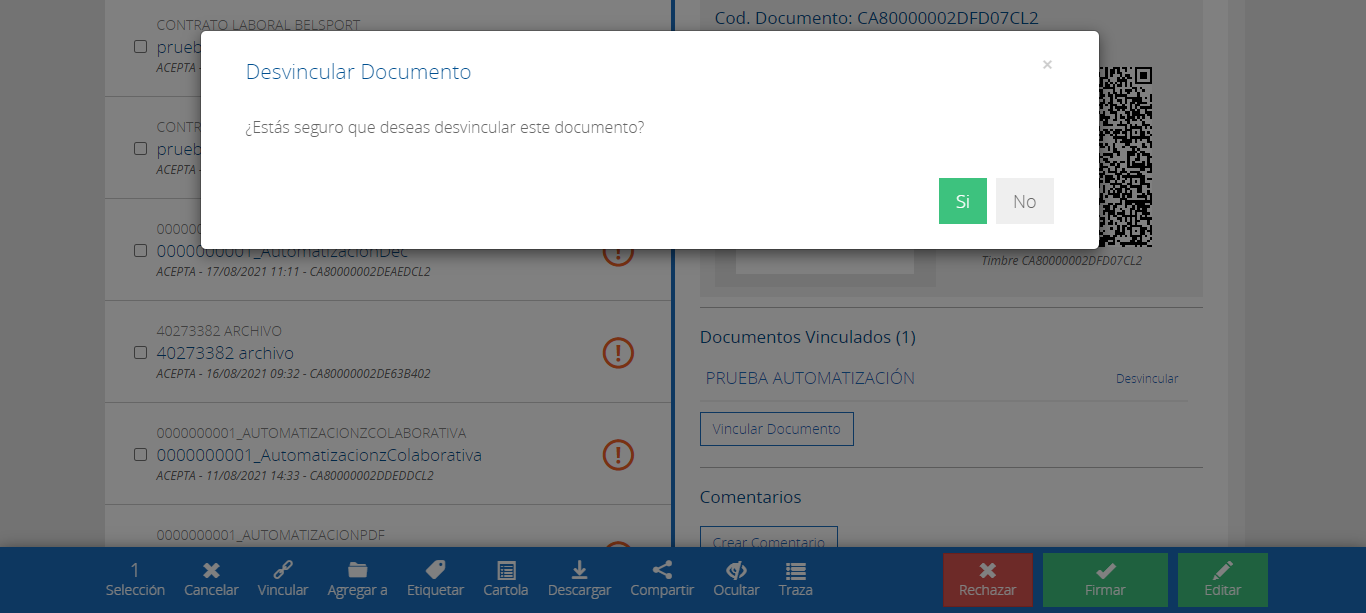 CONTRATO LABORAL BELSPORT
Cod. Documento: CA80000002DFD07CL2
prueb
ACEPTA -
Desvincular Documento
×
¿Estás seguro que deseas desvincular este documento?
Si
No
CONTR
prueb
ACEPTA -
00000
0000000001_AutomatizacionDec
ACEPTA - 17/08/2021 11:11 - CA80000002DEAEDCL2
Timbre CA80000002DFD07CL2
40273382 ARCHIVO
40273382 archivo
ACEPTA - 16/08/2021 09:32 - CA80000002DE63B402
0000000001_AUTOMATIZACIONZCOLABORATIVA
0000000001_AutomatizacionzColaborativa
ACEPTA - 11/08/2021 14:33 - CA80000002DDEDDCL2
0000000001_AUTOMATIZACIONPDF
Documentos Vinculados (1)
PRUEBA AUTOMATIZACIÓN
Desvincular
Vincular Documento
Comentarios
Crear Comentario
1
Selección
Cancelar
Vincular
Agregar a
Etiquetar
Cartola
Descargar
Compartir
Ocultar
Traza
Rechazar
Firmar
Editar